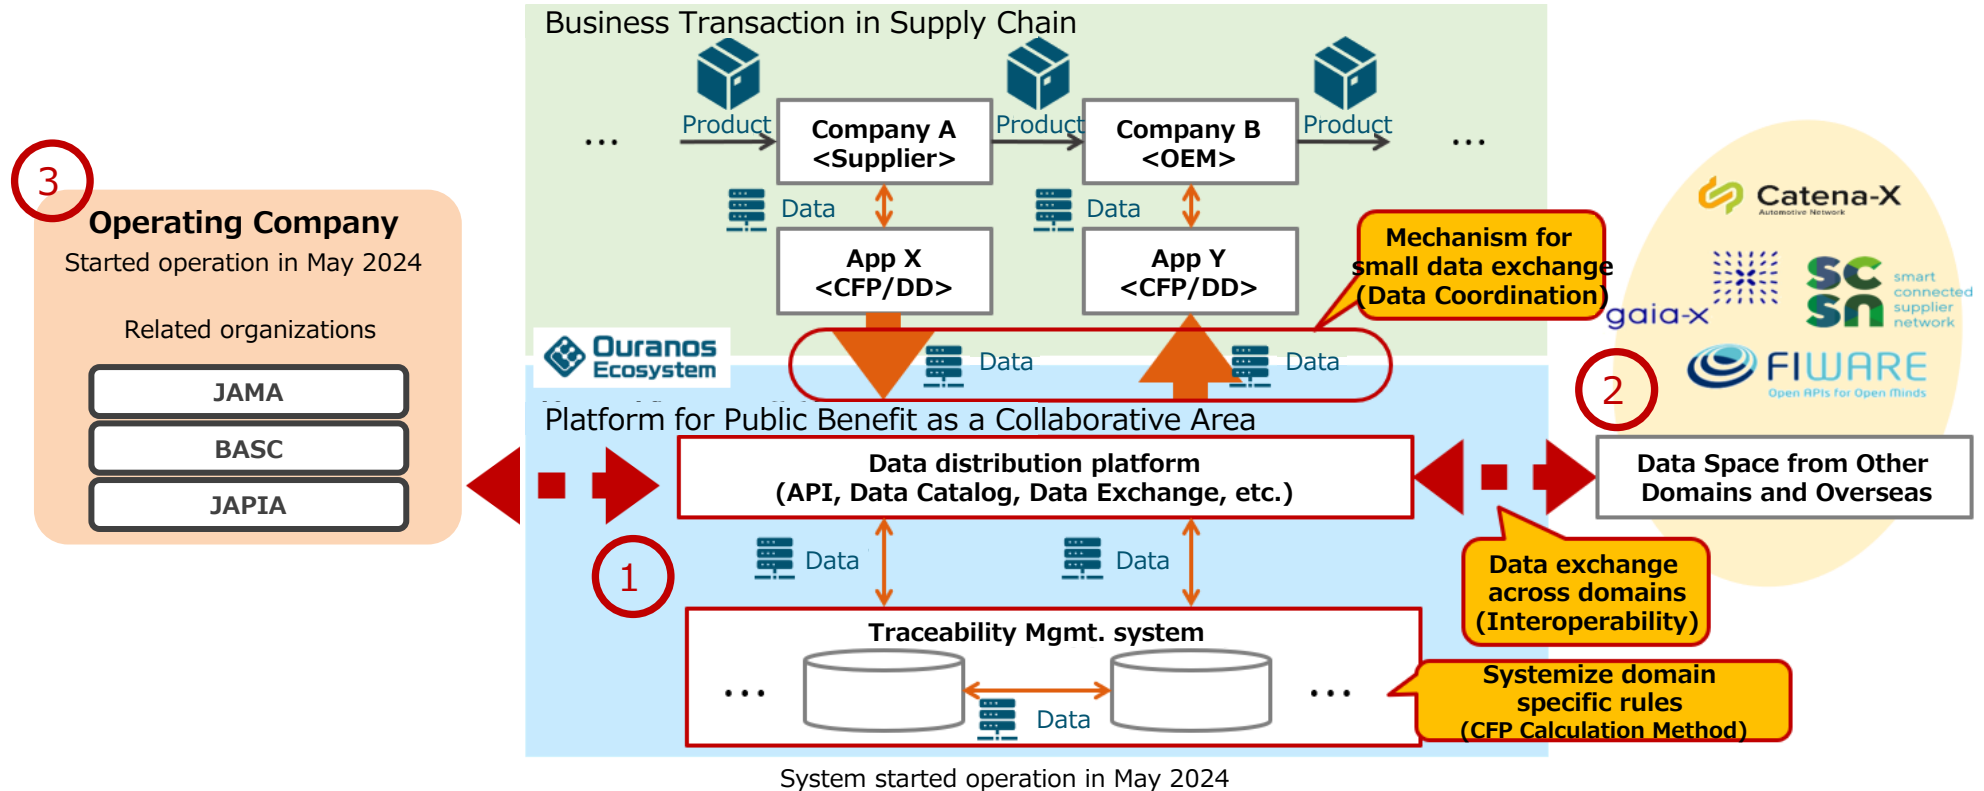 Business Transaction in Supply Chain
Product
Product
Product
…
Company A
<Supplier>
Company B
<OEM>
…
Data
Data
App X
<CFP/DD>
App Y
<CFP/DD>
Mechanism for
small data exchange
(Data Coordination)
Ouranos
Ecosystem
Data
Data
3
Operating Company
Started operation in May 2024
Related organizations
JAMA
BASC
JAPIA
Catena-X
Automotive Network
gaia-x
SC
SN
smart
connected
supplier
network
FIWARE
Open APIs for Open Minds
2
Data Space from Other
Domains and Overseas
Platform for Public Benefit as a Collaborative Area
Data distribution platform
(API, Data Catalog, Data Exchange, etc.)
1
Data
Data
Data exchange
across domains
(Interoperability)
Traceability Mgmt. system
…
Data
…
Systemize domain
specific rules
(CFP Calculation Method)
System started operation in May 2024